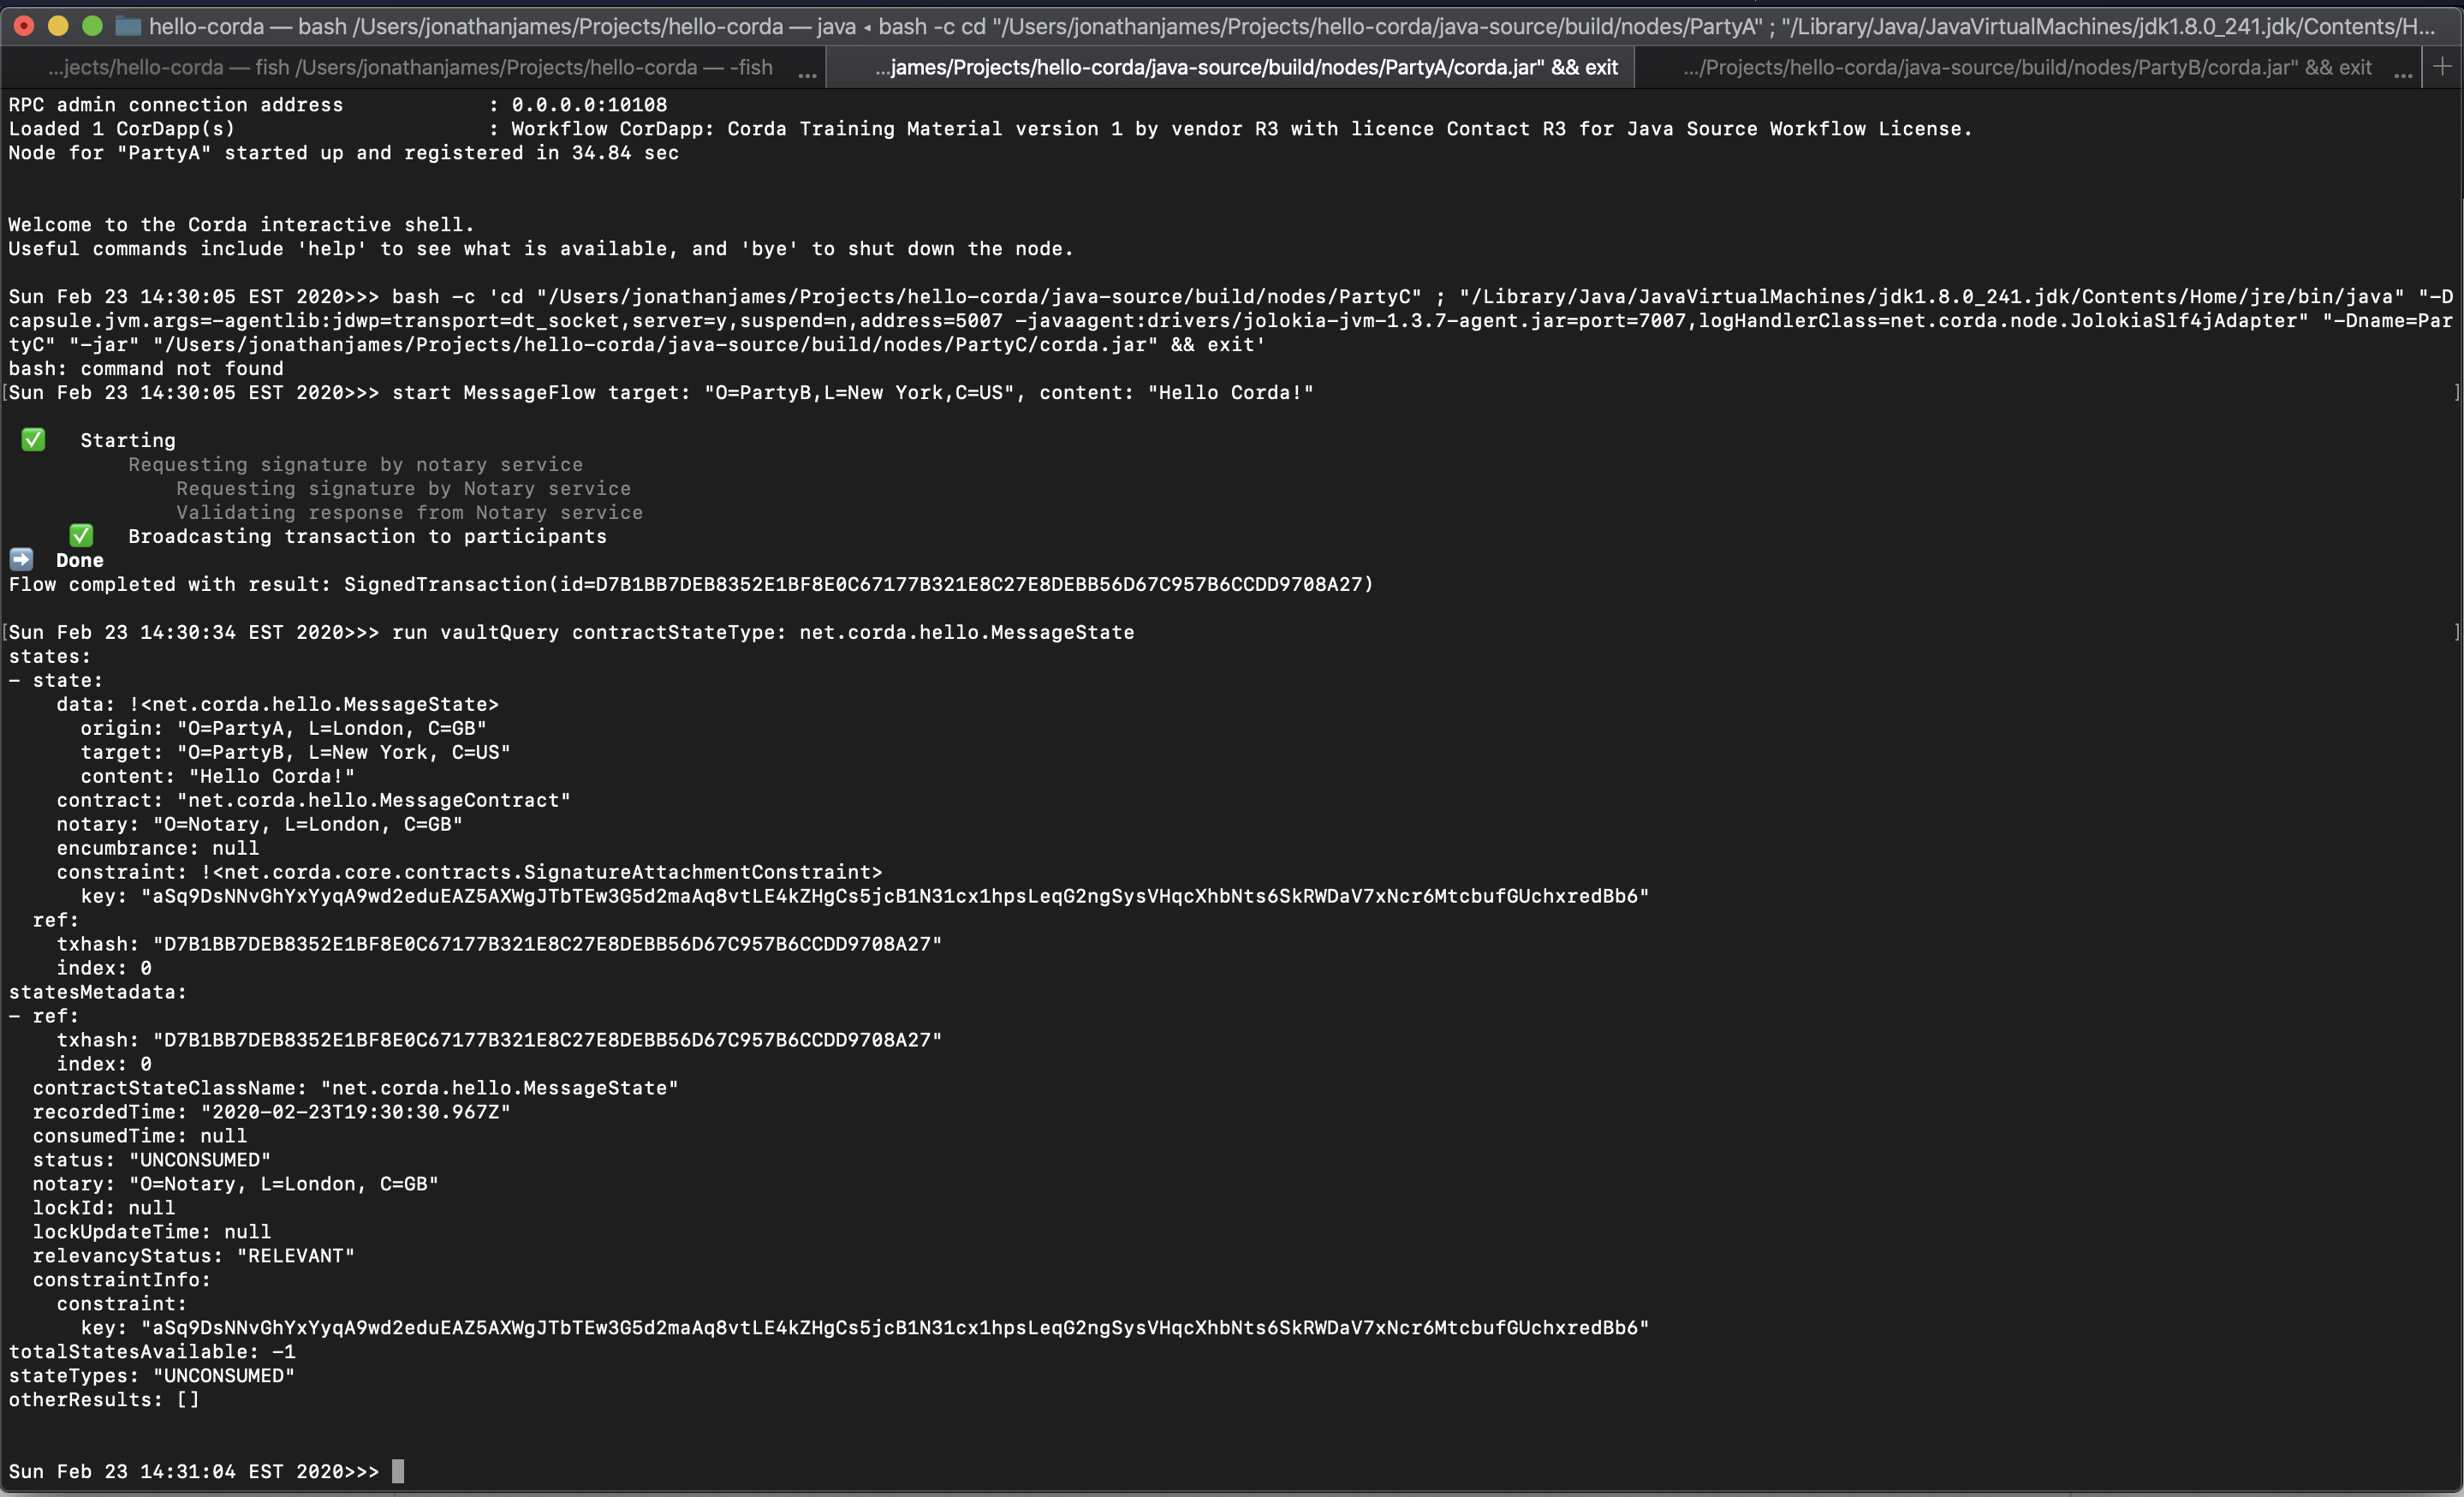 hello-corda — bash /Users/jonathanjames/Projects/hello-corda — java ◂ bash -c cd "/Users/jonathanjames/Projects/hello-corda/java-source/build/nodes/PartyA" ; "/Library/Java/JavaVirtualMachines/jdk1.8.0_241.jdk/Contents/H...
...jects/hello-corda — fish /Users/jonathanjames/Projects/hello-corda — -fish ... ...james/Projects/hello-corda/java-source/build/nodes/PartyA/corda.jar" && exit .../Projects/hello-corda/java-source/build/nodes/PartyB/corda.jar" && exit ... +
RPC admin connection address : 0.0.0.0:10108
Loaded 1 CorDapp(s) : Workflow CorDapp: Corda Training Material version 1 by vendor R3 with licence Contact R3 for Java Source Workflow License.
Node for "PartyA" started up and registered in 34.84 sec
Welcome to the Corda interactive shell.
Useful commands include 'help' to see what is available, and 'bye' to shut down the node.
Sun Feb 23 14:30:05 EST 2020>>> bash -c 'cd "/Users/jonathanjames/Projects/hello-corda/java-source/build/nodes/PartyC" ; "/Library/Java/JavaVirtualMachines/jdk1.8.0_241.jdk/Contents/Home/jre/bin/java" "-D
capsule.jvm.args=-agentlib:jdwp=transport=dt_socket,server=y,suspend=n,address=5007 -javaagent:drivers/jolokia-jvm-1.3.7-agent.jar=port=7007,logHandlerClass=net.corda.node.JolokiaSlf4jAdapter" "-Dname=Par
tyC" "-jar" "/Users/jonathanjames/Projects/hello-corda/java-source/build/nodes/PartyC/corda.jar" && exit'
bash: command not found
[Sun Feb 23 14:30:05 EST 2020>>> start MessageFlow target: "O=PartyB,L=New York,C=US", content: "Hello Corda!" ]
✅ Starting
Requesting signature by notary service
Requesting signature by Notary service
Validating response from Notary service
✅ Broadcasting transaction to participants
➡️ Done
Flow completed with result: SignedTransaction(id=D7B1BB7DEB8352E1BF8E0C67177B321E8C27E8DEBB56D67C957B6CCDD9708A27)
[Sun Feb 23 14:30:34 EST 2020>>> run vaultQuery contractStateType: net.corda.hello.MessageState ]
states:
- state:
data: !<net.corda.hello.MessageState>
origin: "O=PartyA, L=London, C=GB"
target: "O=PartyB, L=New York, C=US"
content: "Hello Corda!"
contract: "net.corda.hello.MessageContract"
notary: "O=Notary, L=London, C=GB"
encumbrance: null
constraint: !<net.corda.core.contracts.SignatureAttachmentConstraint>
key: "aSq9DsNNvGhYxYyqA9wd2eduEAZ5AXWgJTbTEw3G5d2maAq8vtLE4kZHgCs5jcB1N31cx1hpsLeqG2ngSysVHqcXhbNts6SkRWDaV7xNcr6MtcbufGUchxredBb6"
ref:
txhash: "D7B1BB7DEB8352E1BF8E0C67177B321E8C27E8DEBB56D67C957B6CCDD9708A27"
index: 0
statesMetadata:
- ref:
txhash: "D7B1BB7DEB8352E1BF8E0C67177B321E8C27E8DEBB56D67C957B6CCDD9708A27"
index: 0
contractStateClassName: "net.corda.hello.MessageState"
recordedTime: "2020-02-23T19:30:30.967Z"
consumedTime: null
status: "UNCONSUMED"
notary: "O=Notary, L=London, C=GB"
lockId: null
lockUpdateTime: null
relevancyStatus: "RELEVANT"
constraintInfo:
constraint:
key: "aSq9DsNNvGhYxYyqA9wd2eduEAZ5AXWgJTbTEw3G5d2maAq8vtLE4kZHgCs5jcB1N31cx1hpsLeqG2ngSysVHqcXhbNts6SkRWDaV7xNcr6MtcbufGUchxredBb6"
totalStatesAvailable: -1
stateTypes: "UNCONSUMED"
otherResults: []
Sun Feb 23 14:31:04 EST 2020>>>